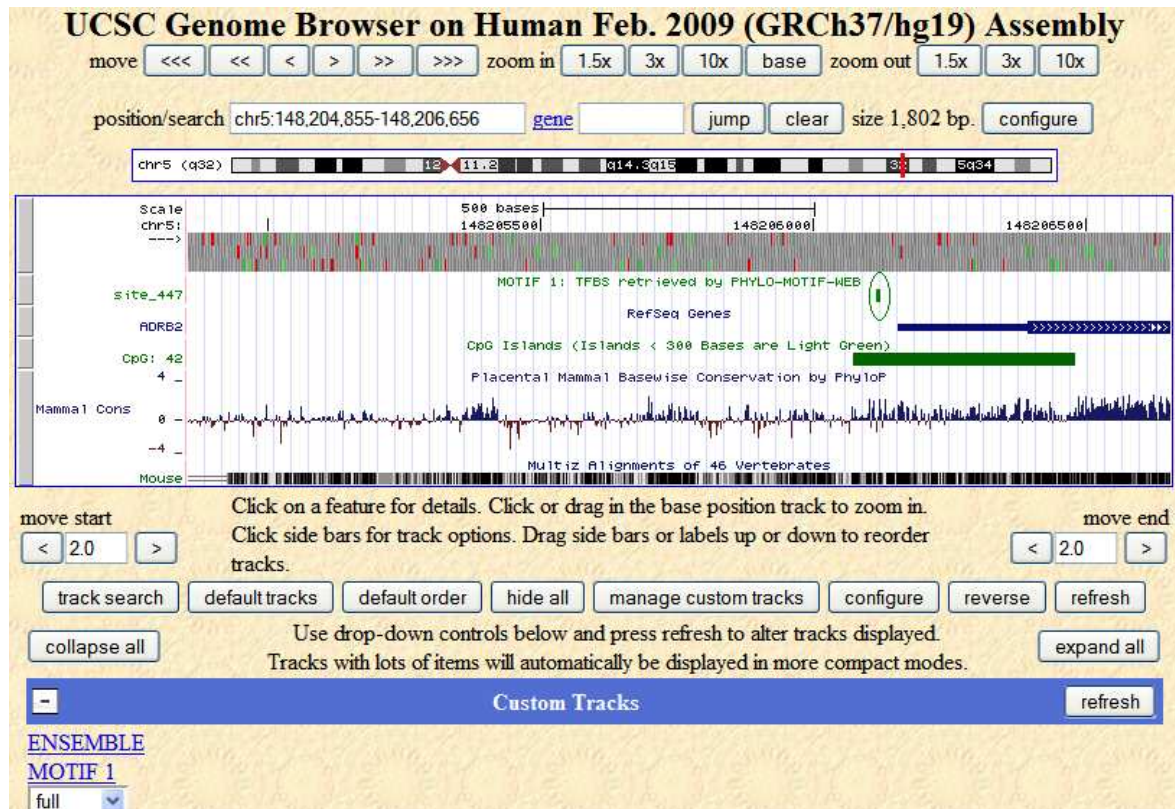 UCSC Genome Browser on Human Feb. 2009 (GRCh37/hg19) Assembly
move <<< << < > >> >>> zoom in 1.5x 3x 10x base zoom out 1.5x 3x 10x
position/search chr5:148,204,855-148,206,656 gene jump clear size 1,802 bp. configure
chr5 (q32) 12 11.2 q14.3 q15 32 5q34
Scale 500 bases
chr5: 148205500 148206000 148206500
--->
MOTIF 1: TFBS retrieved by PHYLO-MOTIF-WEB
site_447
RefSeq Genes
ADRB2
CpG Islands (Islands < 300 Bases are Light Green)
CpG: 42
4 _ Placental Mammal Basewise Conservation by PhyloP
Mammal Cons
0 -
-4 _
Multiz Alignments of 46 Vertebrates
Mouse
move start
< 2.0 >
Click on a feature for details. Click or drag in the base position track to zoom in.
Click side bars for track options. Drag side bars or labels up or down to reorder
tracks.
move end
< 2.0 >
track search default tracks default order hide all manage custom tracks configure reverse refresh
collapse all
Use drop-down controls below and press refresh to alter tracks displayed.
Tracks with lots of items will automatically be displayed in more compact modes.
expand all
- Custom Tracks refresh
ENSEMBLE
MOTIF 1
full